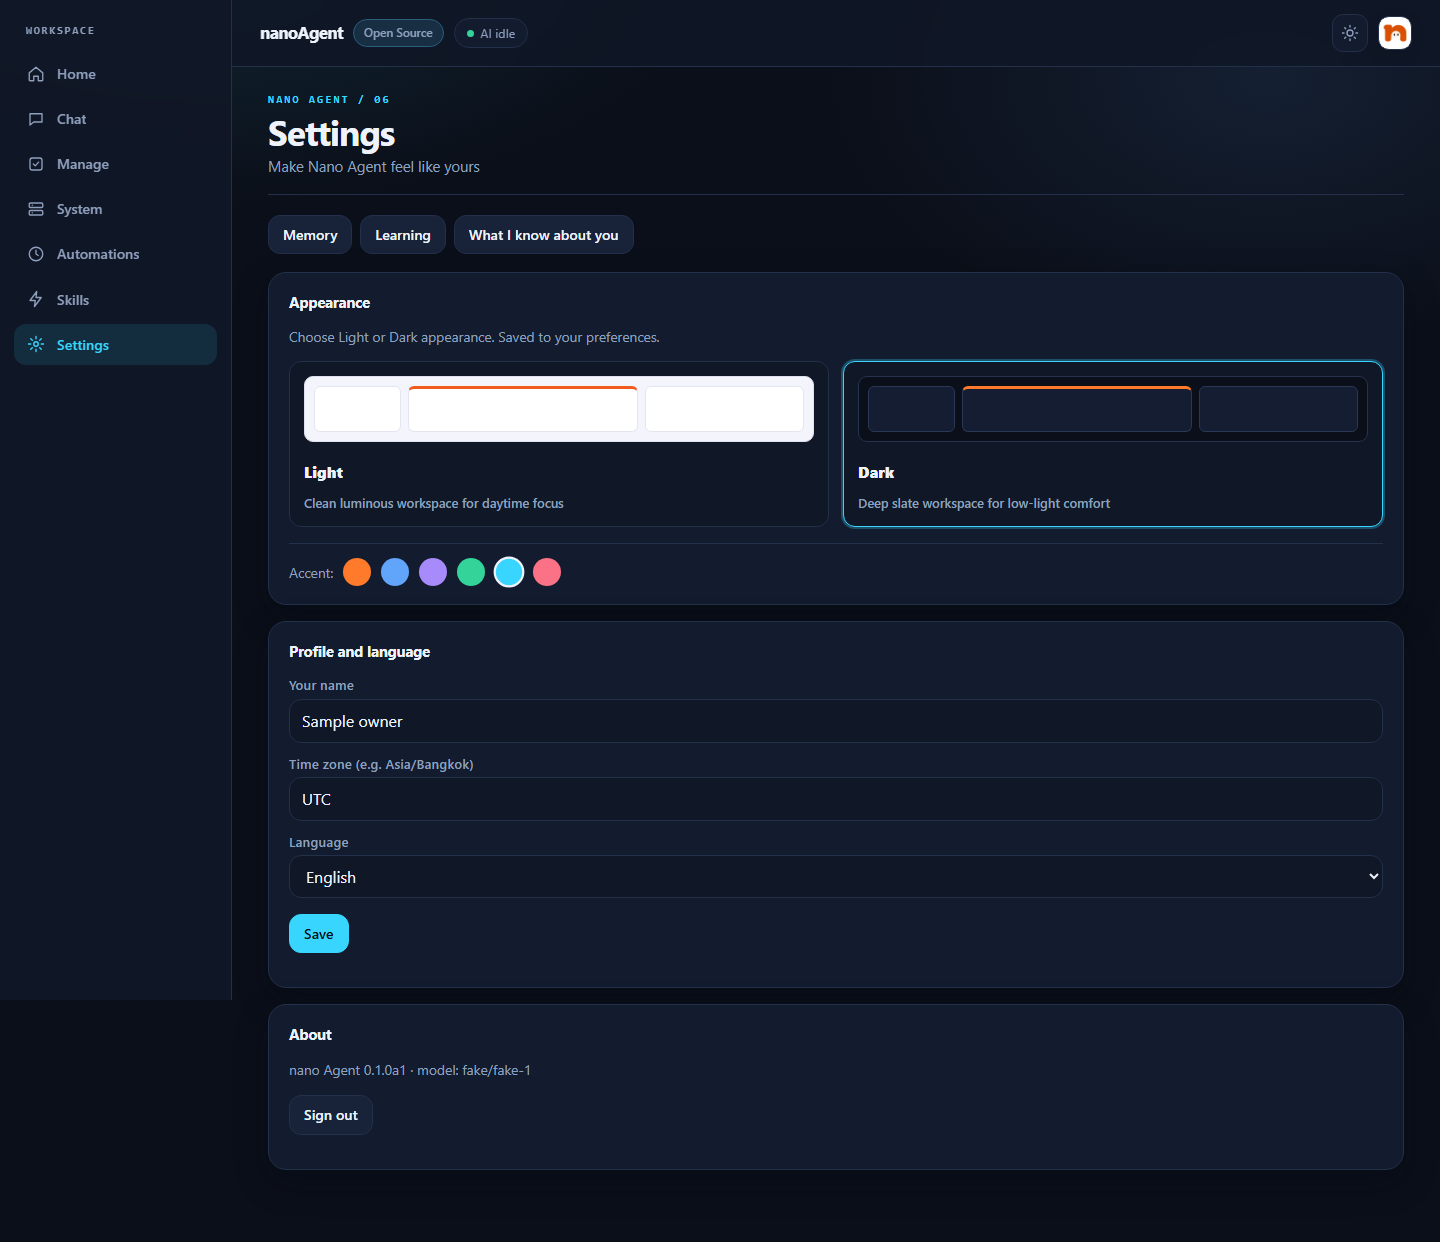 WORKSPACE
Home
Chat
Manage
System
Automations
Skills
Settings
nanoAgent
Open Source
AI idle
n
NANO AGENT / 06
Settings
Make Nano Agent feel like yours
Memory
Learning
What I know about you
Appearance
Choose Light or Dark appearance. Saved to your preferences.
Light
Clean luminous workspace for daytime focus
Dark
Deep slate workspace for low-light comfort
Accent:
Profile and language
Your name
Sample owner
Time zone (e.g. Asia/Bangkok)
UTC
Language
English
Save
About
nano Agent 0.1.0a1 · model: fake/fake-1
Sign out